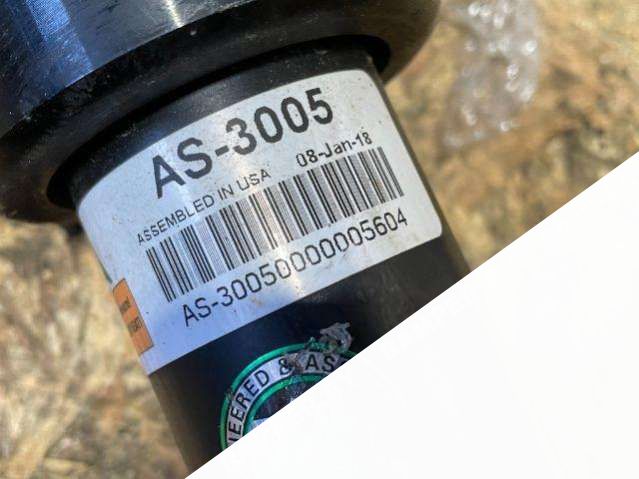 AS-3005
ASSEMBLED IN USA 08-Jan-18
AS-30050000005604